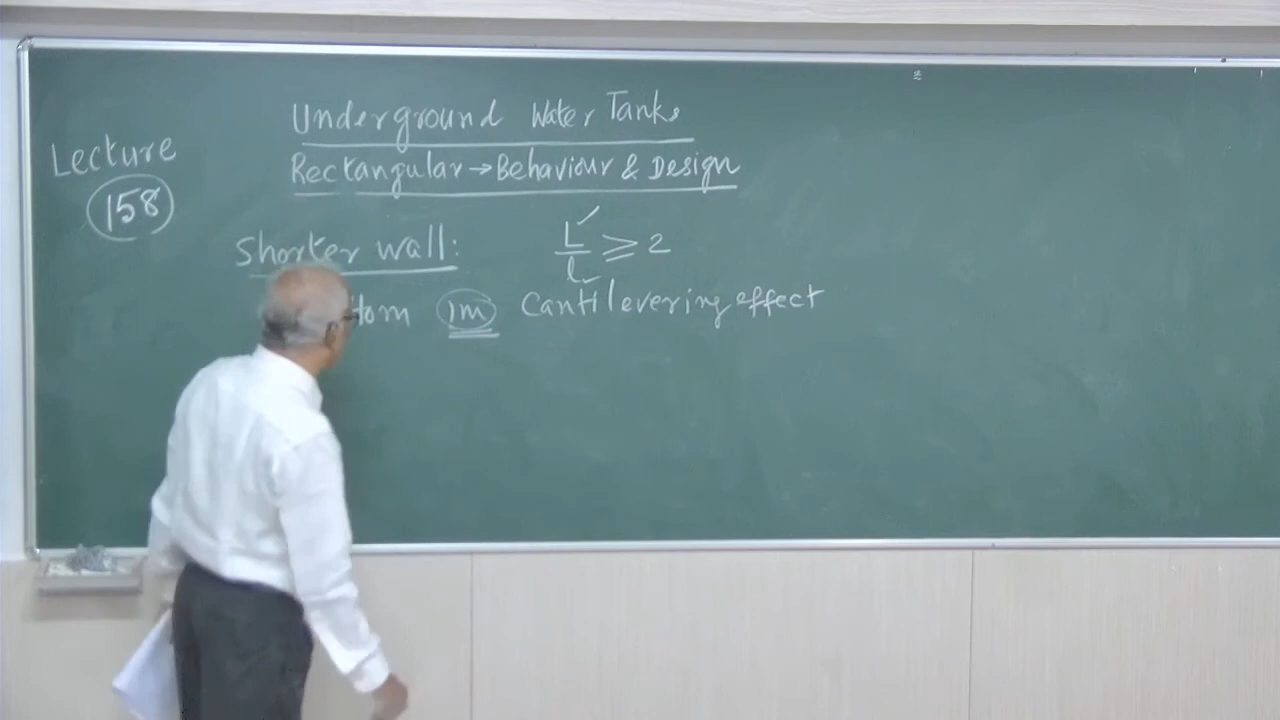 Underground Water Tanks
Rectangular → Behaviour & Design
Lecture
158
Shorter wall: L/l ≥ 2
1m Cantilevering effect